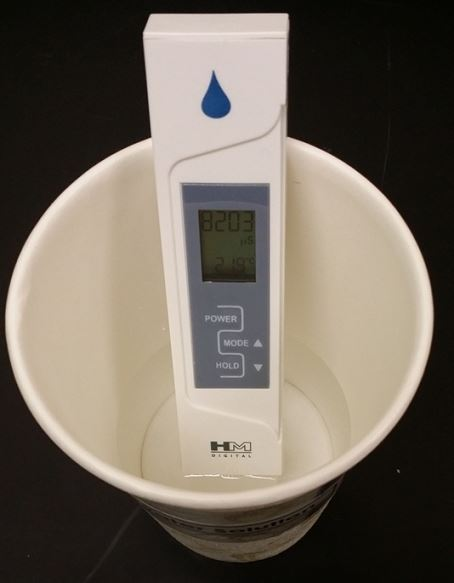 8203
µS
21.9°C
POWER
MODE
HOLD
HM
DIGITAL